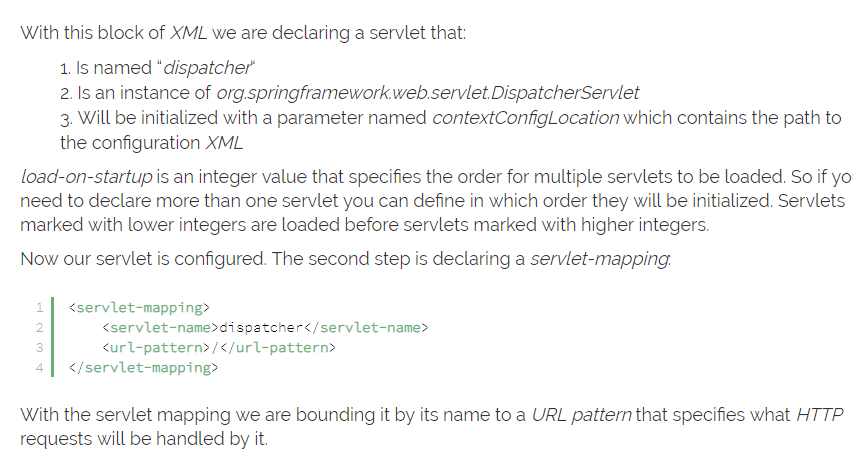 With this block of XML we are declaring a servlet that:
1. Is named “dispatcher“
2. Is an instance of org.springframework.web.servlet.DispatcherServlet
3. Will be initialized with a parameter named contextConfigLocation which contains the path to
the configuration XML
load-on-startup is an integer value that specifies the order for multiple servlets to be loaded. So if yo
need to declare more than one servlet you can define in which order they will be initialized. Servlets
marked with lower integers are loaded before servlets marked with higher integers.
Now our servlet is configured. The second step is declaring a servlet-mapping:
1 <servlet-mapping>
2     <servlet-name>dispatcher</servlet-name>
3     <url-pattern>/</url-pattern>
4 </servlet-mapping>
With the servlet mapping we are bounding it by its name to a URL pattern that specifies what HTTP
requests will be handled by it.